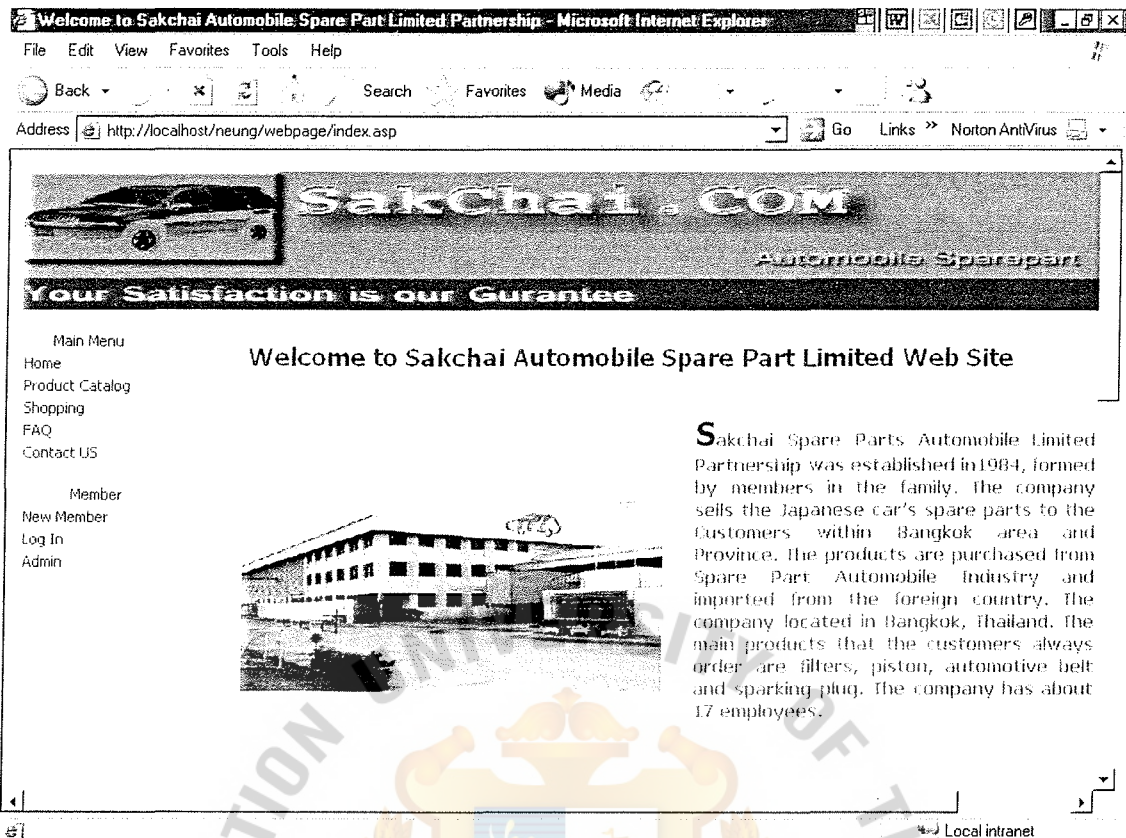 Welcome to Sakchai Automobile Spare Part Limited Partnership - Microsoft Internet Explorer
File Edit View Favorites Tools Help
Back Search Favorites Media
Address http://localhost/neung/webpage/index.asp Go Links » Norton AntiVirus
SakChai.COM
Automobile Sparepart
Your Satisfaction is our Gurantee
Main Menu
Home
Product Catalog
Shopping
FAQ
Contact US
Member
New Member
Log In
Admin
Welcome to Sakchai Automobile Spare Part Limited Web Site
Sakchai Spare Parts Automobile Limited
Partnership was established in1984, formed
by members in the family. The company
sells the Japanese car's spare parts to the
Customers within Bangkok area and
Province. The products are purchased from
Spare Part Automobile Industry and
imported from the foreign country. The
company located in Bangkok, Thailand. The
main products that the customers always
order are filters, piston, automotive belt
and sparking plug. The company has about
17 employees.
UNIVERSITY OF
Local intranet